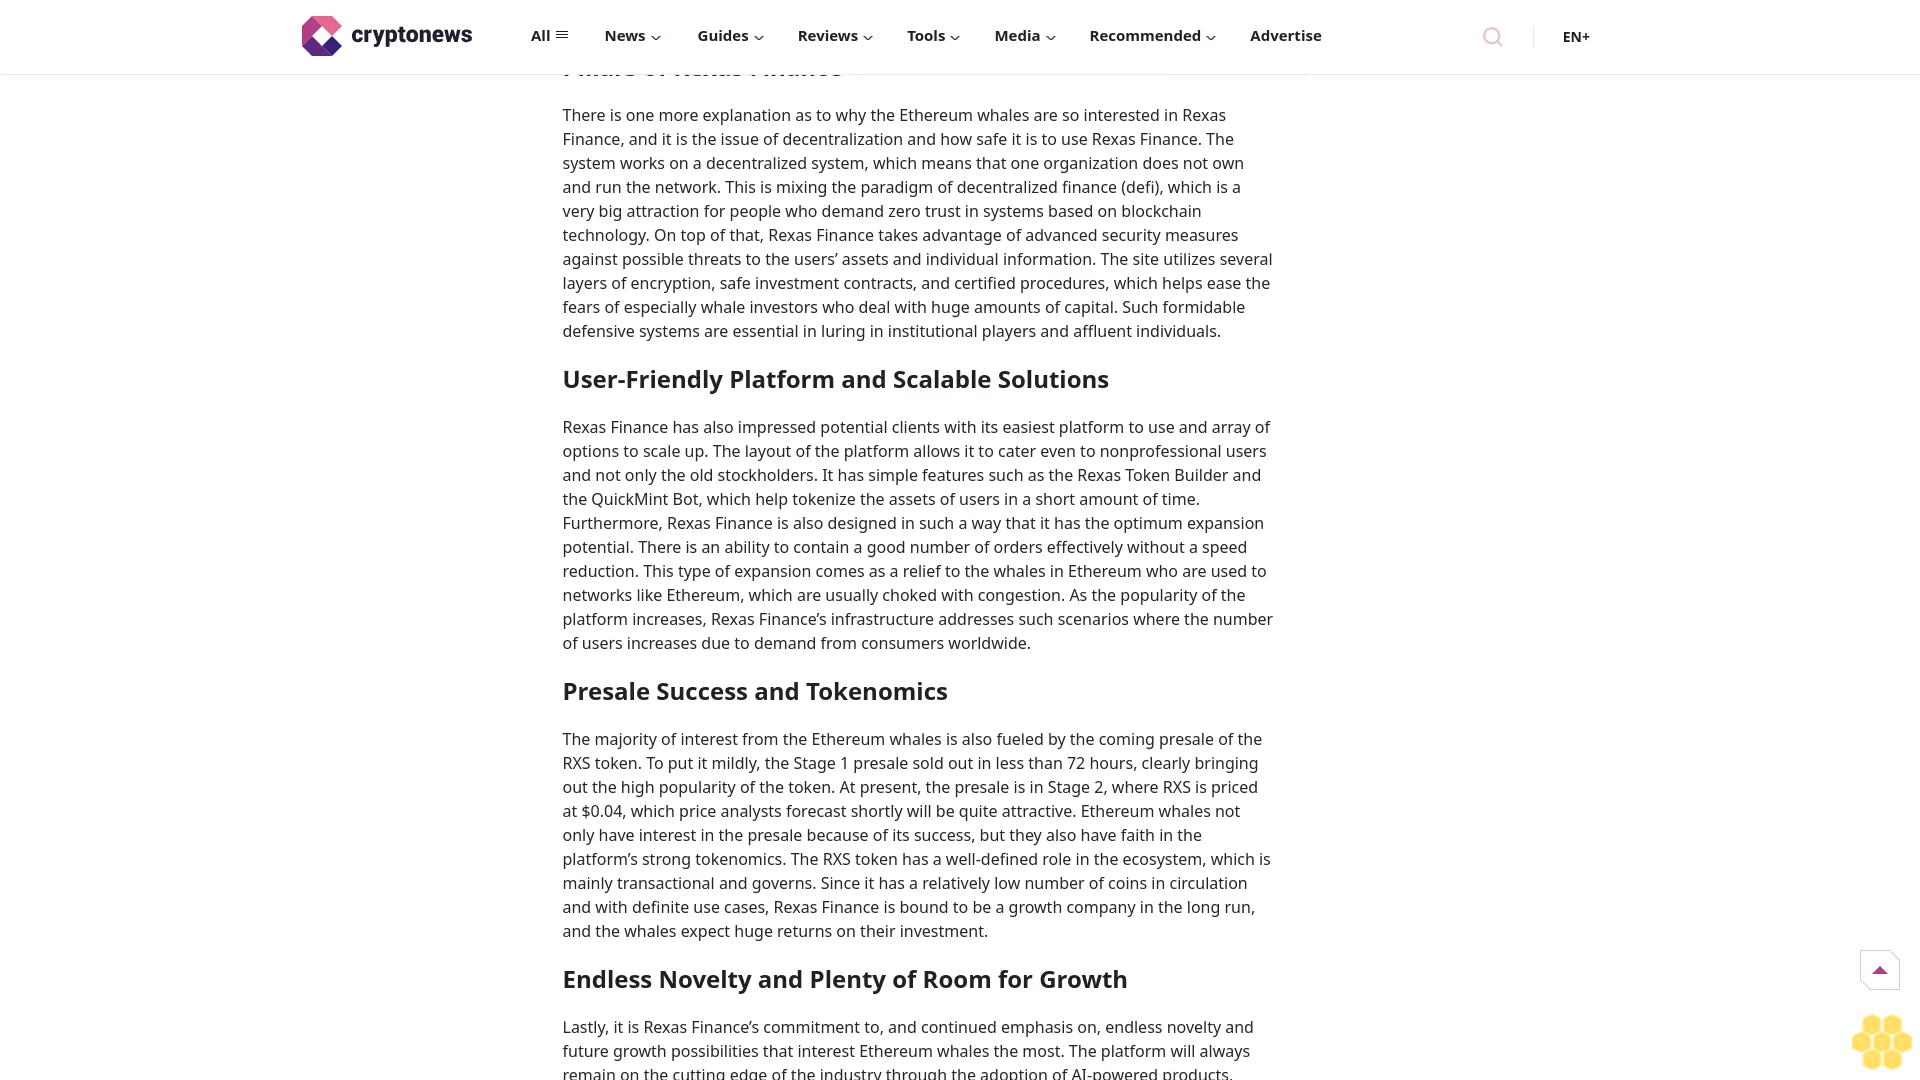 cryptonews
All
News
Guides
Reviews
Tools
Media
Recommended
Advertise
EN+
There is one more explanation as to why the Ethereum whales are so interested in Rexas
Finance, and it is the issue of decentralization and how safe it is to use Rexas Finance. The
system works on a decentralized system, which means that one organization does not own
and run the network. This is mixing the paradigm of decentralized finance (defi), which is a
very big attraction for people who demand zero trust in systems based on blockchain
technology. On top of that, Rexas Finance takes advantage of advanced security measures
against possible threats to the users’ assets and individual information. The site utilizes several
layers of encryption, safe investment contracts, and certified procedures, which helps ease the
fears of especially whale investors who deal with huge amounts of capital. Such formidable
defensive systems are essential in luring in institutional players and affluent individuals.
User-Friendly Platform and Scalable Solutions
Rexas Finance has also impressed potential clients with its easiest platform to use and array of
options to scale up. The layout of the platform allows it to cater even to nonprofessional users
and not only the old stockholders. It has simple features such as the Rexas Token Builder and
the QuickMint Bot, which help tokenize the assets of users in a short amount of time.
Furthermore, Rexas Finance is also designed in such a way that it has the optimum expansion
potential. There is an ability to contain a good number of orders effectively without a speed
reduction. This type of expansion comes as a relief to the whales in Ethereum who are used to
networks like Ethereum, which are usually choked with congestion. As the popularity of the
platform increases, Rexas Finance’s infrastructure addresses such scenarios where the number
of users increases due to demand from consumers worldwide.
Presale Success and Tokenomics
The majority of interest from the Ethereum whales is also fueled by the coming presale of the
RXS token. To put it mildly, the Stage 1 presale sold out in less than 72 hours, clearly bringing
out the high popularity of the token. At present, the presale is in Stage 2, where RXS is priced
at $0.04, which price analysts forecast shortly will be quite attractive. Ethereum whales not
only have interest in the presale because of its success, but they also have faith in the
platform’s strong tokenomics. The RXS token has a well-defined role in the ecosystem, which is
mainly transactional and governs. Since it has a relatively low number of coins in circulation
and with definite use cases, Rexas Finance is bound to be a growth company in the long run,
and the whales expect huge returns on their investment.
Endless Novelty and Plenty of Room for Growth
Lastly, it is Rexas Finance’s commitment to, and continued emphasis on, endless novelty and
future growth possibilities that interest Ethereum whales the most. The platform will always
remain on the cutting edge of the industry through the adoption of AI-powered products,